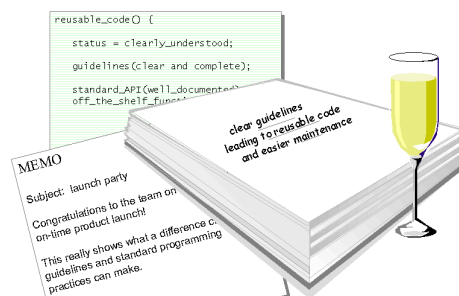 reusable_code() {
status = clearly_understood;
guidelines(clear and complete);
standard_API(well_documented)
off_the_shelf_functi
clear guidelines
leading to reusable code
and easier maintenance
MEMO
Subject: launch party
Congratulations to the team on
on-time product launch!
This really shows what a difference c
guidelines and standard programming
practices can make.